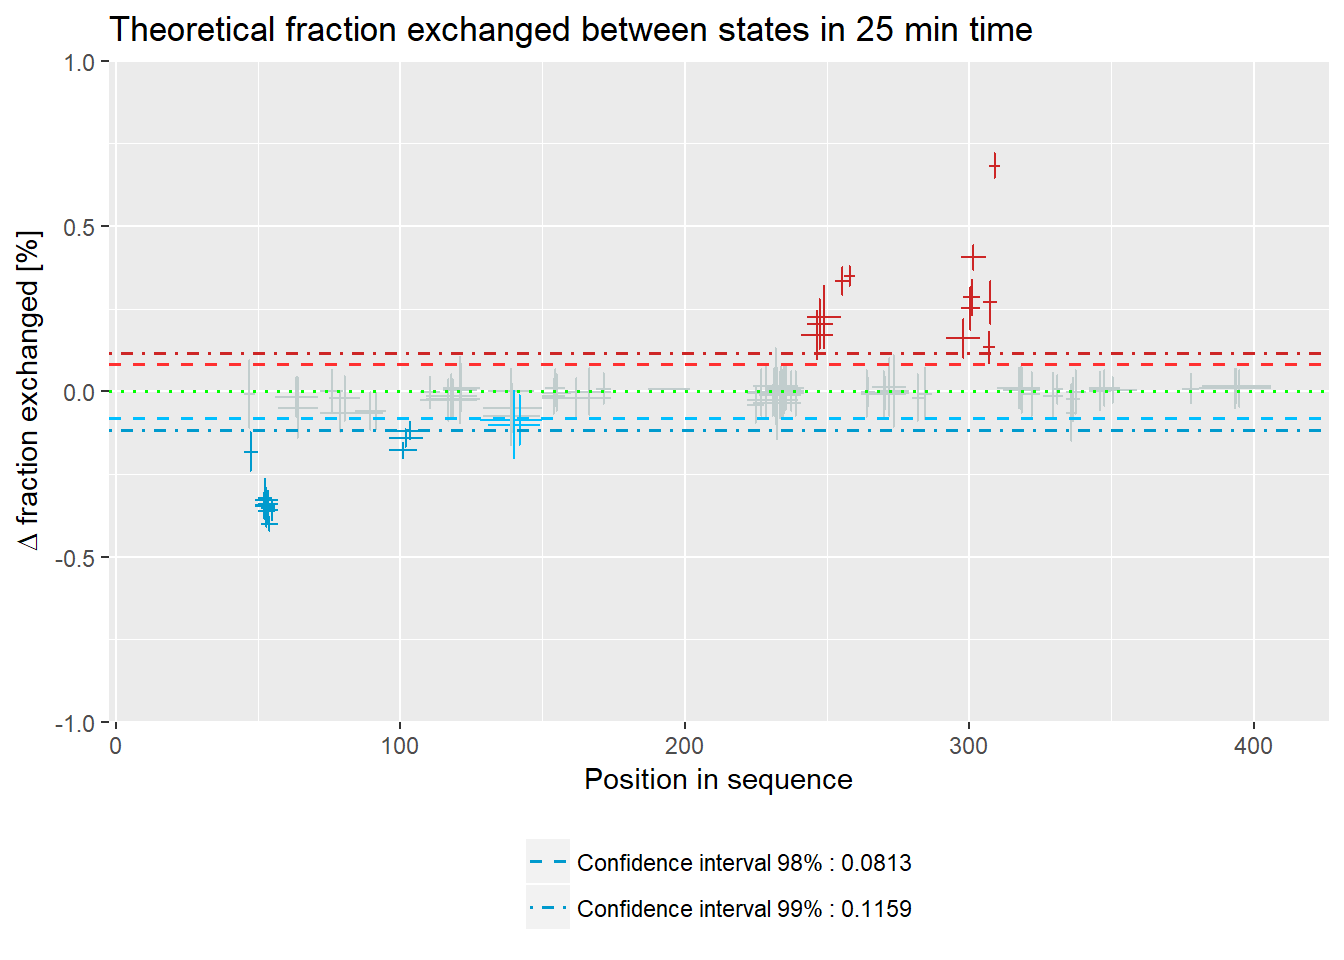 Theoretical fraction exchanged between states in 25 min time
Δ fraction exchanged [%]
1.0
0.5
0.0
-0.5
-1.0
0
100
200
300
400
Position in sequence
Confidence interval 98% : 0.0813
Confidence interval 99% : 0.1159